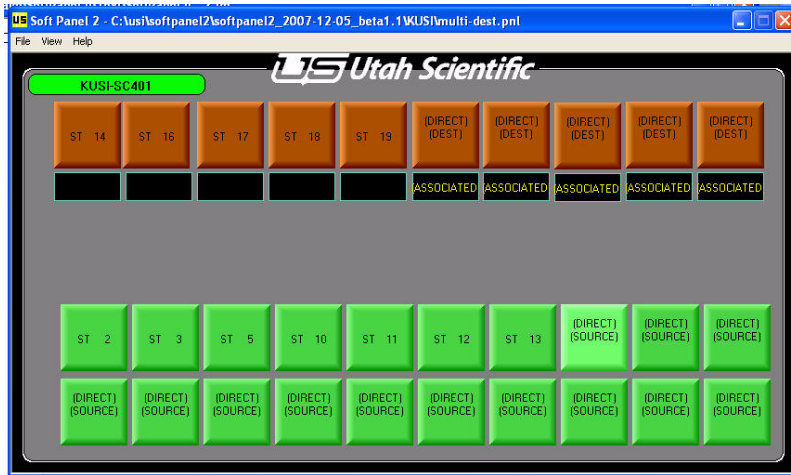 us Soft Panel 2 - C:\usi\softpanel2\softpanel2_2007-12-05_beta1.1\KUSI\multi-dest.pnl
File View Help
US Utah Scientific
KUSI-SC401
ST 14 ST 16 ST 17 ST 18 ST 19 (DIRECT) (DIRECT) (DIRECT) (DIRECT) (DIRECT)
(DEST) (DEST) (DEST) (DEST) (DEST)
(ASSOCIATED (ASSOCIATED (ASSOCIATED (ASSOCIATED (ASSOCIATED
ST 2 ST 3 ST 5 ST 10 ST 11 ST 12 ST 13 (DIRECT) (DIRECT) (DIRECT)
(SOURCE) (SOURCE) (SOURCE)
(DIRECT) (DIRECT) (DIRECT) (DIRECT) (DIRECT) (DIRECT) (DIRECT) (DIRECT) (DIRECT) (DIRECT)
(SOURCE) (SOURCE) (SOURCE) (SOURCE) (SOURCE) (SOURCE) (SOURCE) (SOURCE) (SOURCE) (SOURCE)